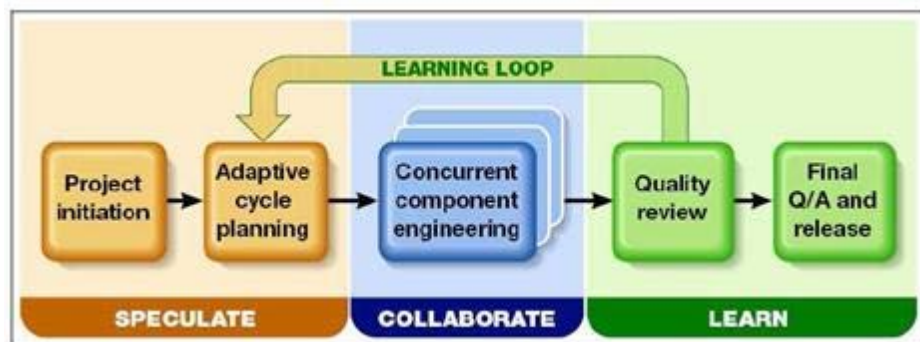 LEARNING LOOP
Project
initiation
Adaptive
cycle
planning
Concurrent
component
engineering
Quality
review
Final
Q/A and
release
SPECULATE
COLLABORATE
LEARN